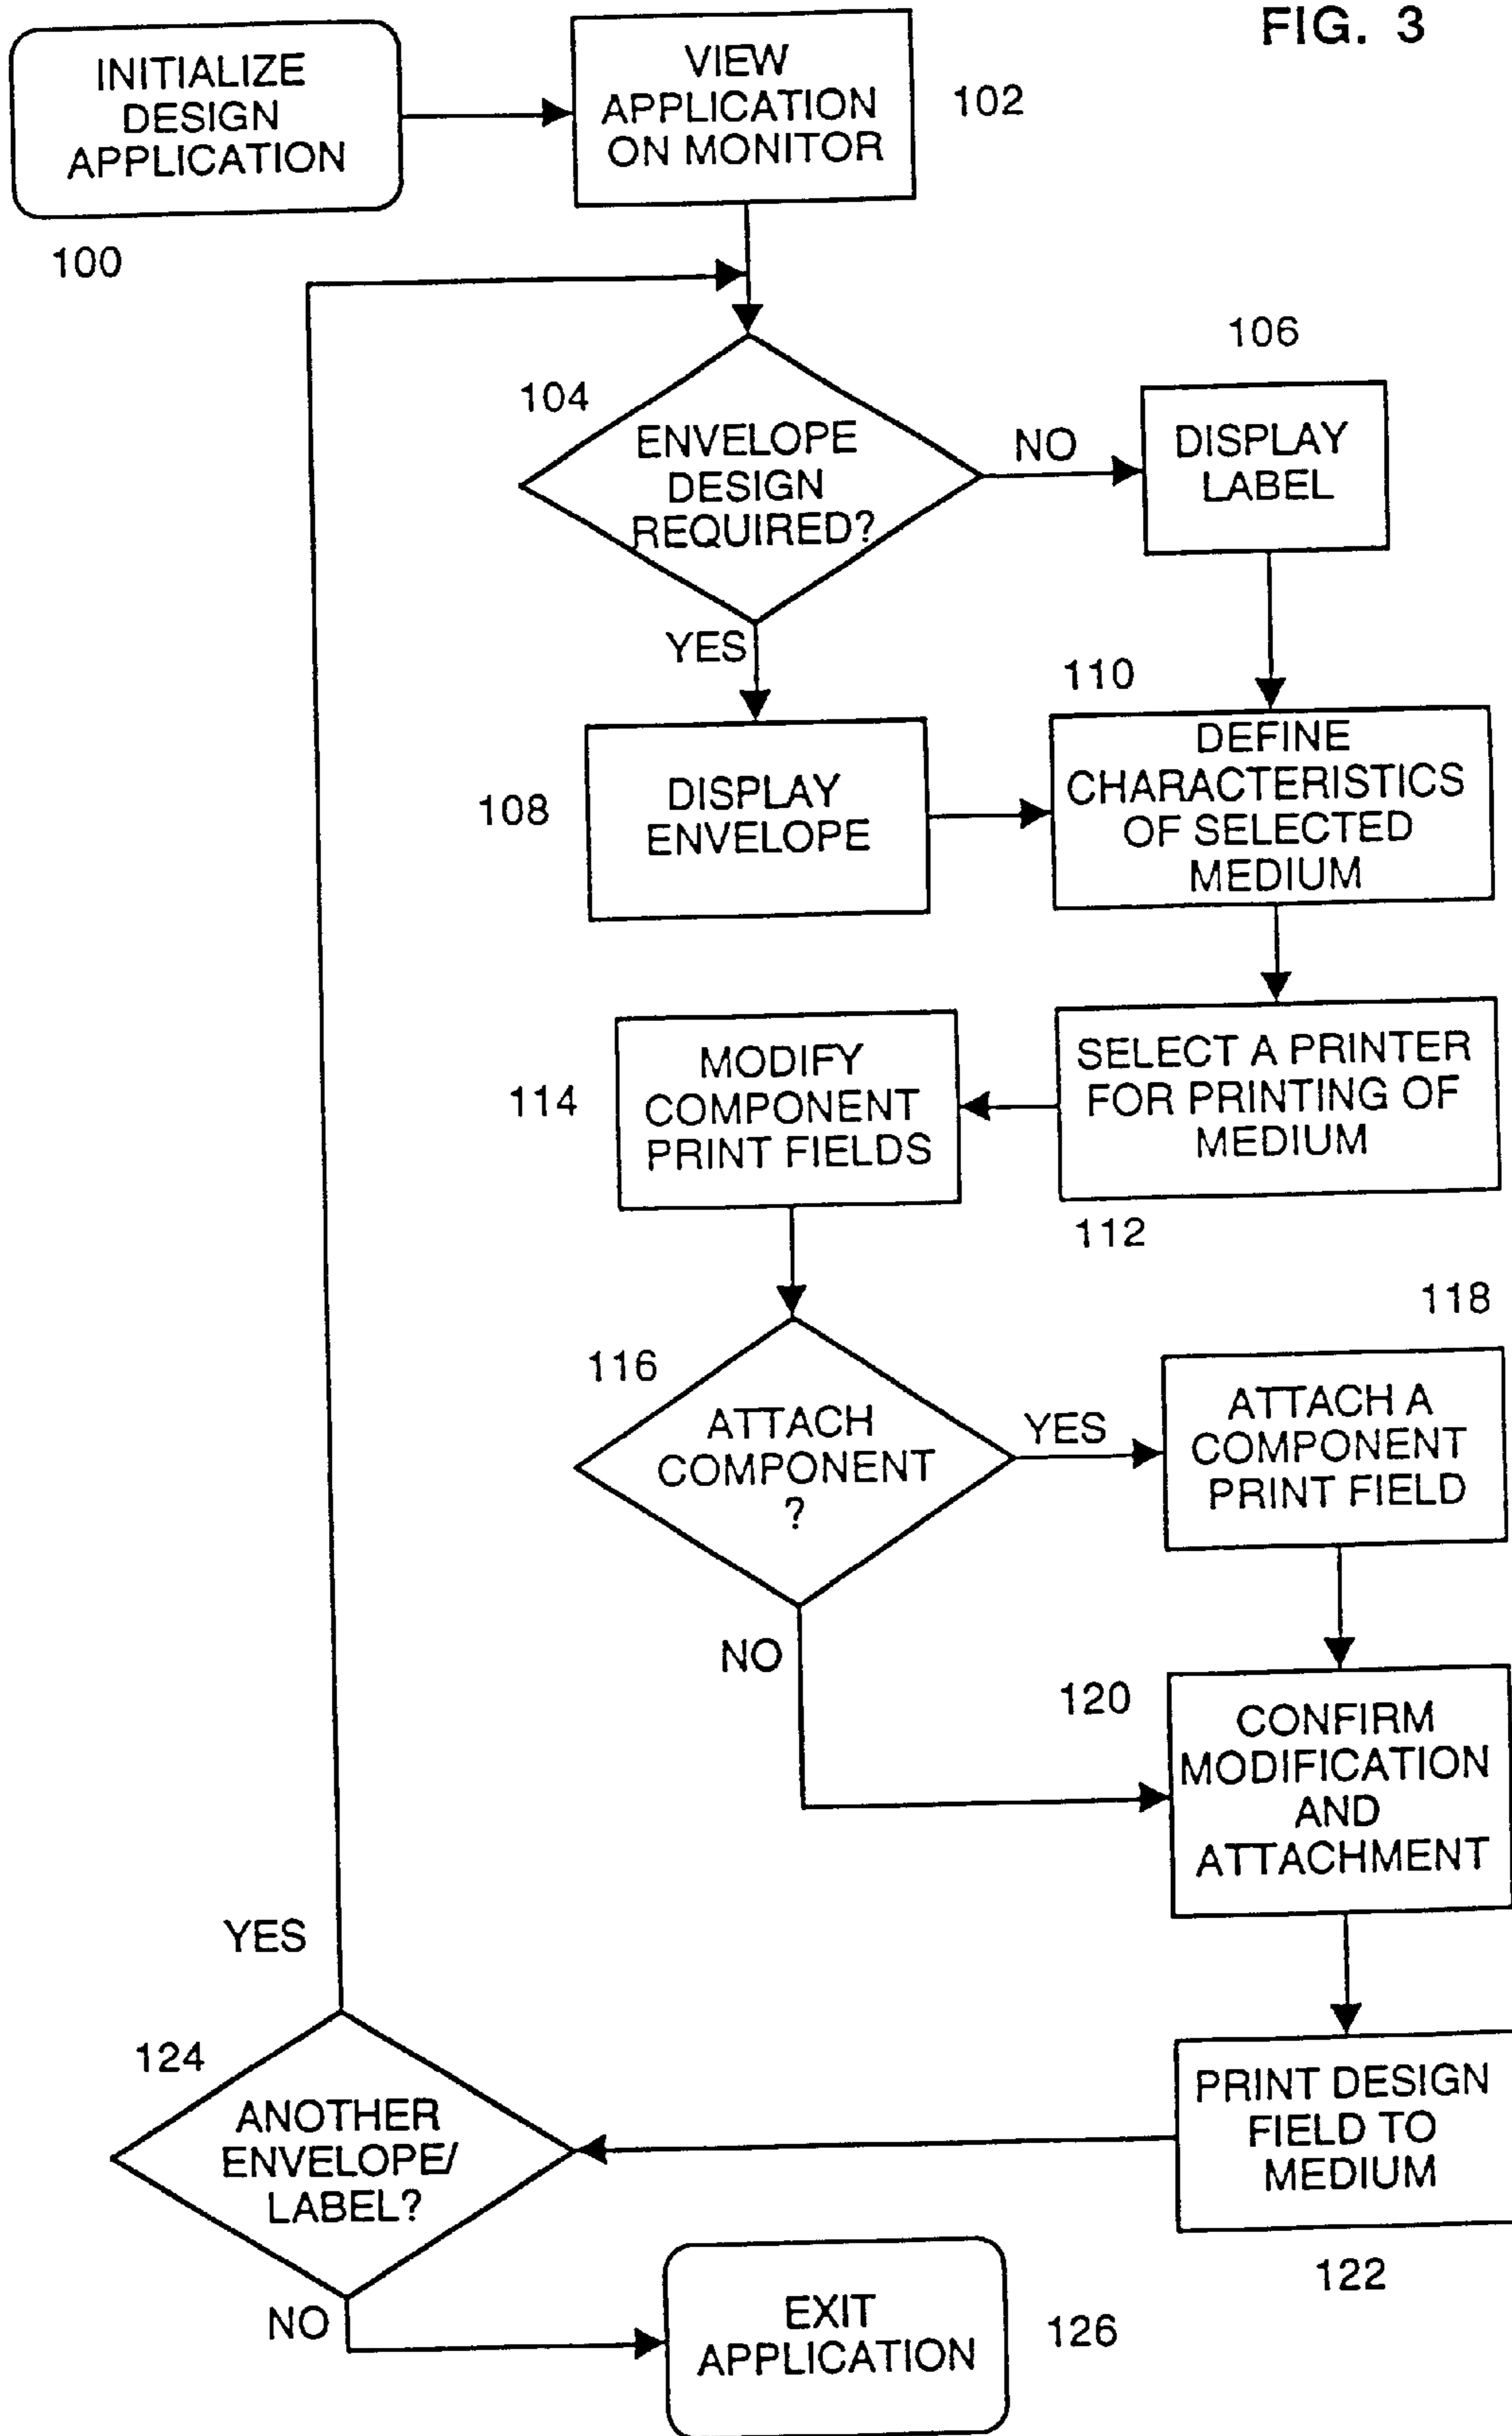 FIG. 3
INITIALIZE
DESIGN
APPLICATION
100
VIEW
APPLICATION
ON MONITOR
102
104
ENVELOPE
DESIGN
REQUIRED?
NO
106
DISPLAY
LABEL
YES
108
DISPLAY
ENVELOPE
110
DEFINE
CHARACTERISTICS
OF SELECTED
MEDIUM
SELECT A PRINTER
FOR PRINTING OF
MEDIUM
112
114
MODIFY
COMPONENT
PRINT FIELDS
116
ATTACH
COMPONENT
?
YES
118
ATTACH A
COMPONENT
PRINT FIELD
NO
120
CONFIRM
MODIFICATION
AND
ATTACHMENT
PRINT DESIGN
FIELD TO
MEDIUM
122
YES
124
ANOTHER
ENVELOPE/
LABEL?
NO
EXIT
APPLICATION
126